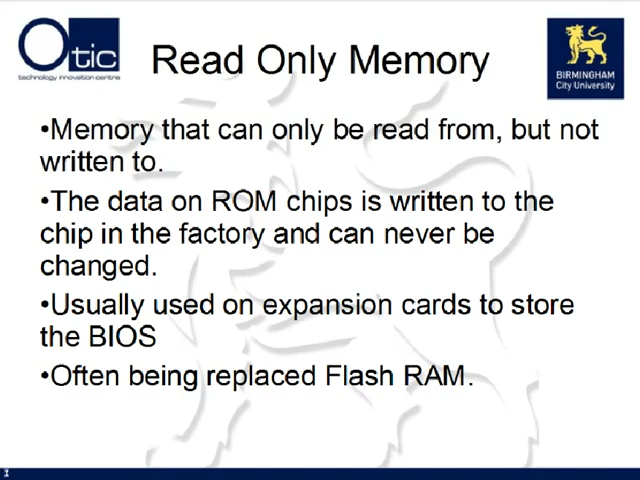 Otic
technology innovation centre
Read Only Memory
BIRMINGHAM
City University
•Memory that can only be read from, but not
written to.
•The data on ROM chips is written to the
chip in the factory and can never be
changed.
•Usually used on expansion cards to store
the BIOS
•Often being replaced Flash RAM.